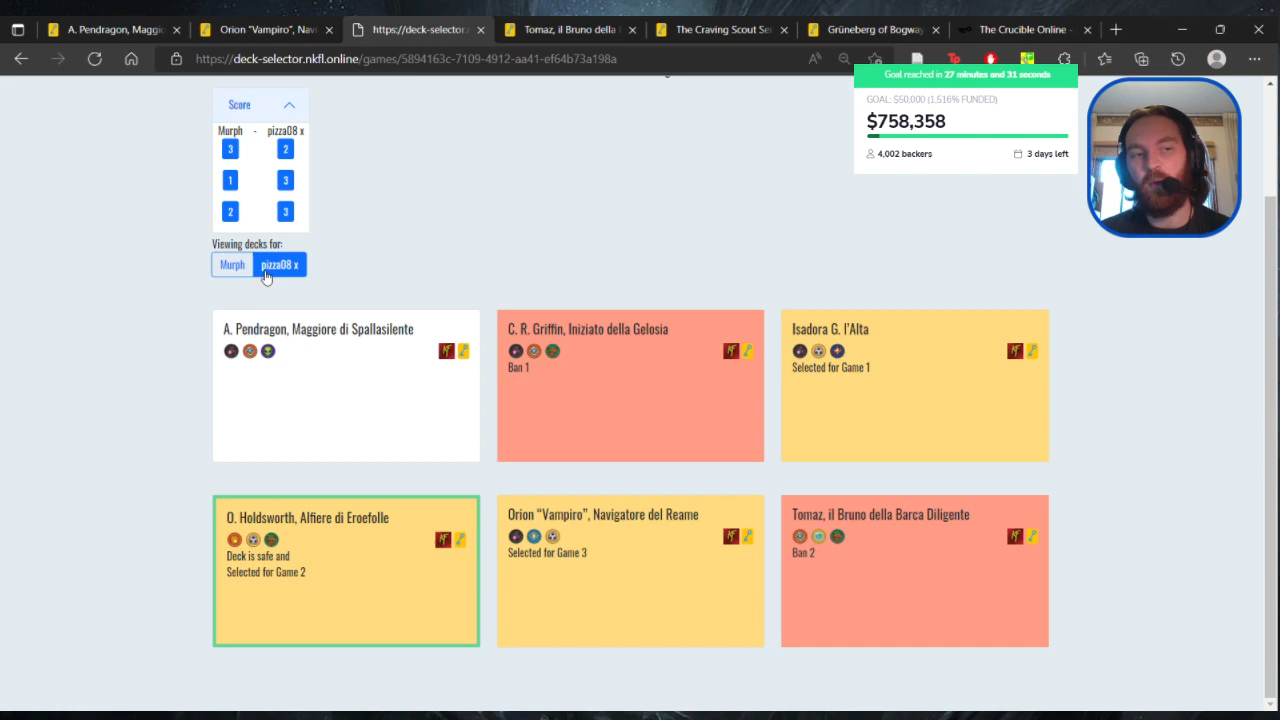 A. Pendragon, Maggio
Orion "Vampiro", Navi
https://deck-selector.
Tomaz, il Bruno della
The Craving Scout Se
Grüneberg of Bogway
The Crucible Online -
https://deck-selector.nkfl.online/games/5894163c-7109-4912-aa41-ef64b73a198a
Goal reached in 27 minutes and 31 seconds
GOAL: $50,000 (1,516% FUNDED)
$758,358
4,002 backers
3 days left
Score
Murph - pizza08 x
3 2
1 3
2 3
Viewing decks for:
Murph pizza08 x
A. Pendragon, Maggiore di Spallasilente
C. R. Griffin, Iniziato della Gelosia
Ban 1
Isadora G. l'Alta
Selected for Game 1
O. Holdsworth, Alfiere di Eroefolle
Deck is safe and
Selected for Game 2
Orion "Vampiro", Navigatore del Reame
Selected for Game 3
Tomaz, il Bruno della Barca Diligente
Ban 2